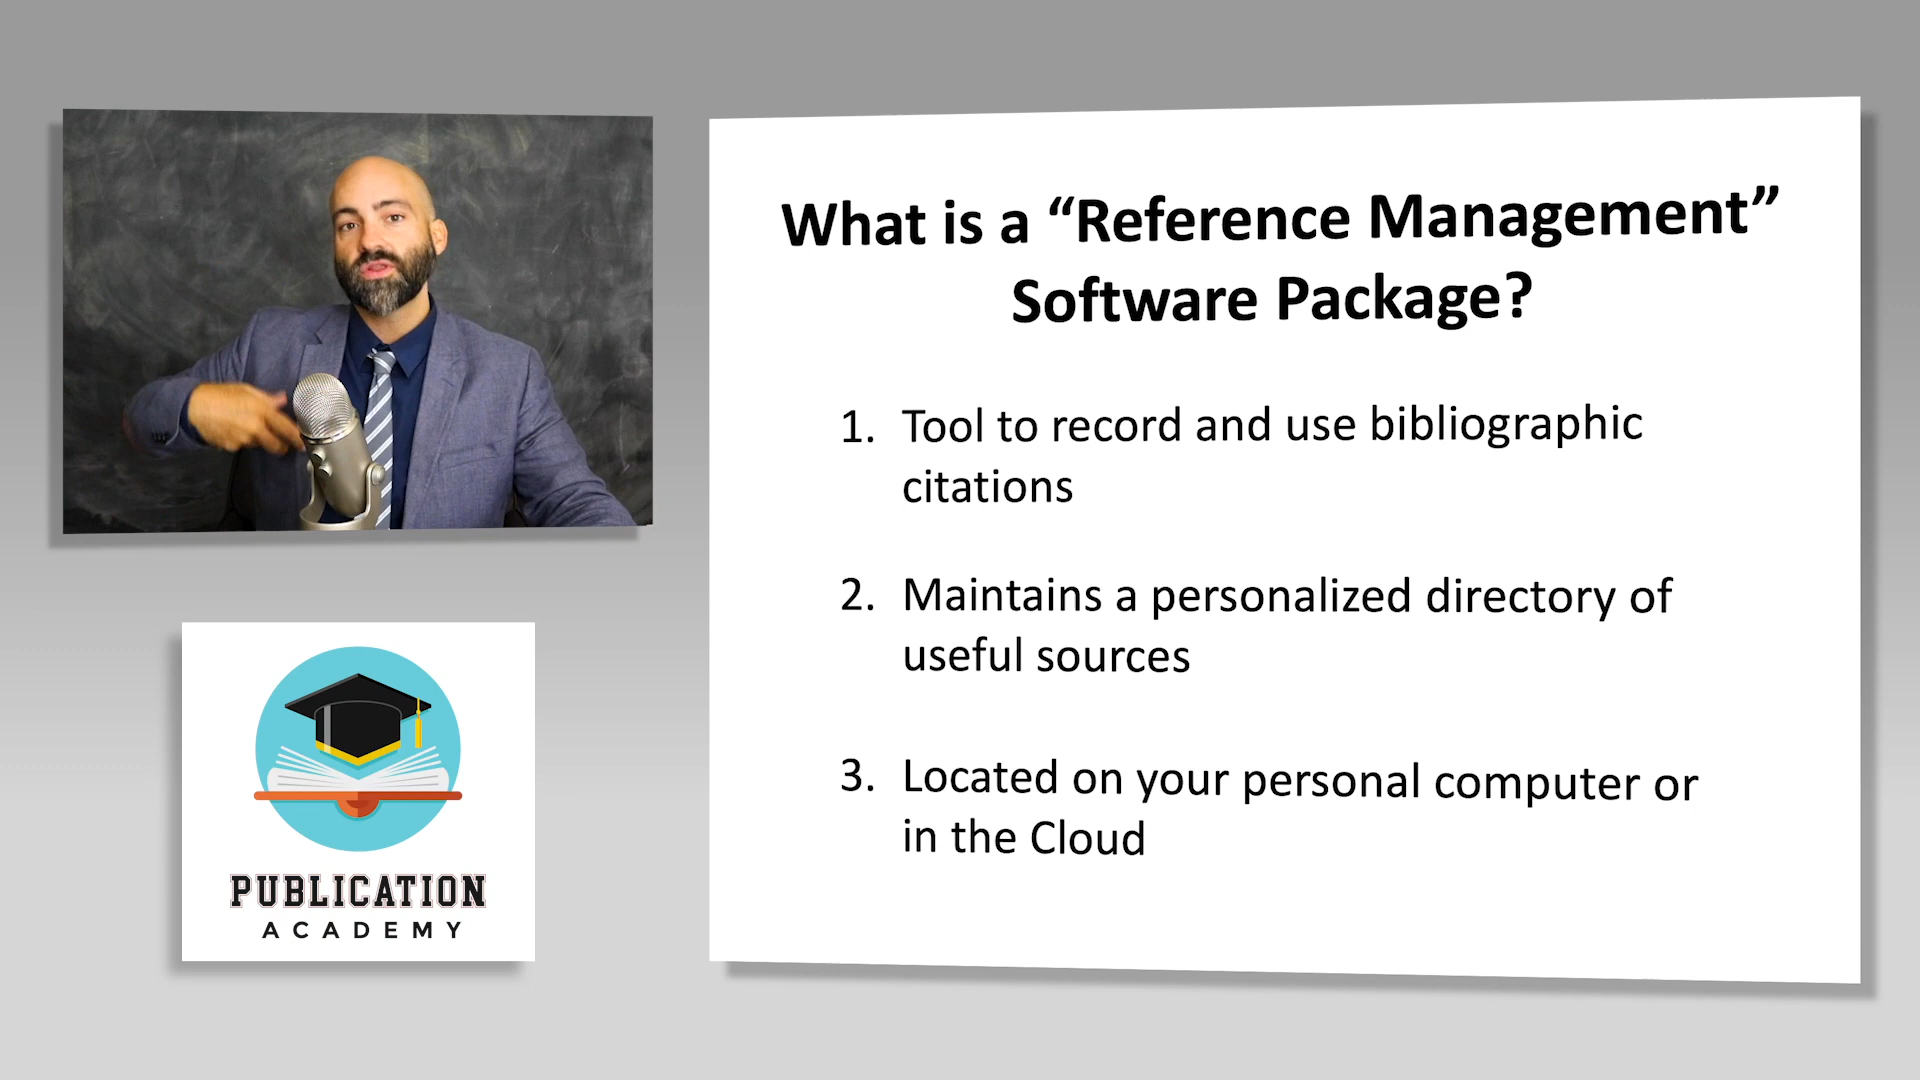 What is a “Reference Management”
Software Package?
1. Tool to record and use bibliographic
citations
2. Maintains a personalized directory of
useful sources
3. Located on your personal computer or
in the Cloud
PUBLICATION
ACADEMY